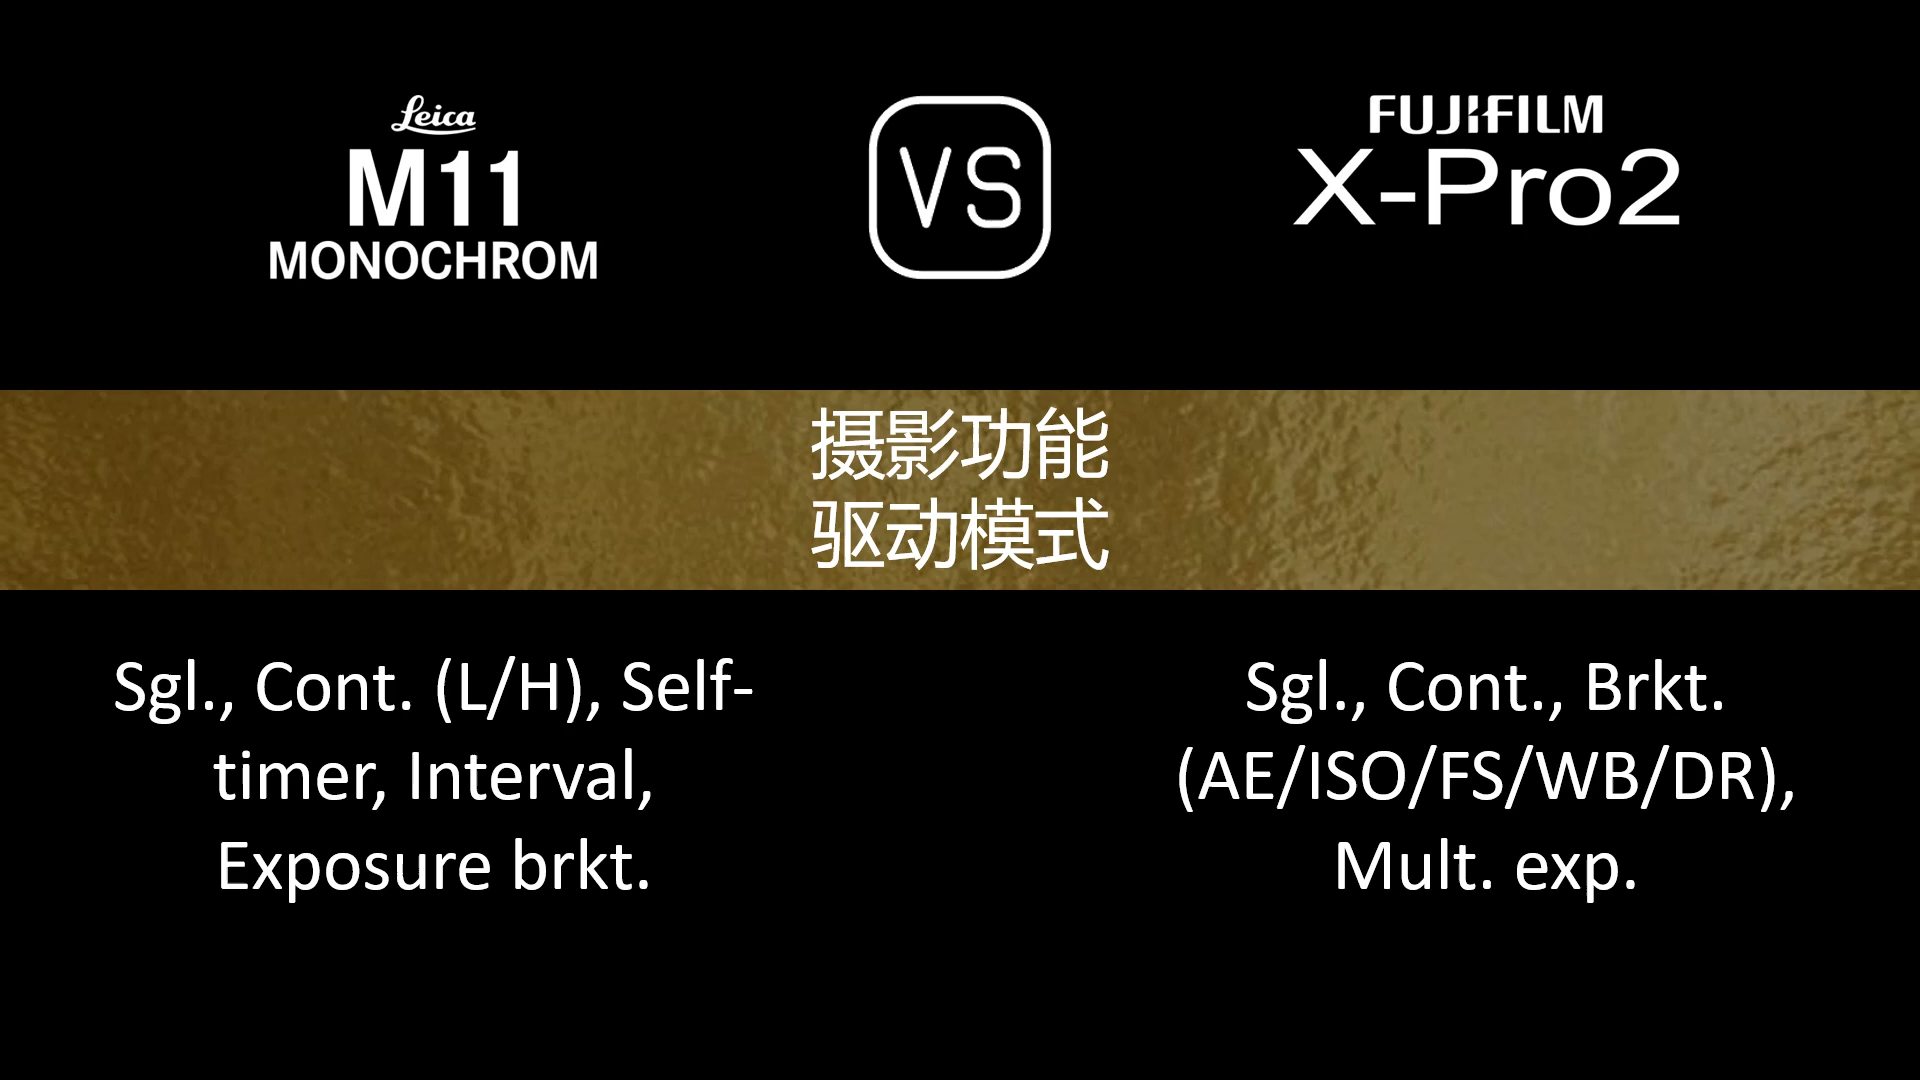 Leica
M11
MONOCHROM
VS
FUJIFILM
X-Pro2
摄影功能
驱动模式
Sgl., Cont. (L/H), Self-
timer, Interval,
Exposure brkt.
Sgl., Cont., Brkt.
(AE/ISO/FS/WB/DR),
Mult. exp.